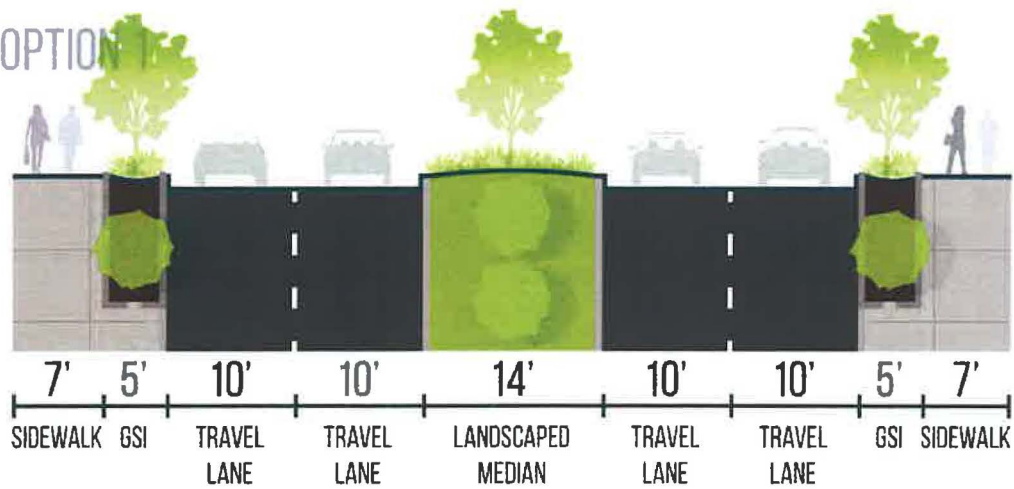 OPTION 1
7' 5' 10' 10' 14' 10' 10' 5' 7'
SIDEWALK GSI TRAVEL LANE TRAVEL LANE LANDSCAPED MEDIAN TRAVEL LANE TRAVEL LANE GSI SIDEWALK